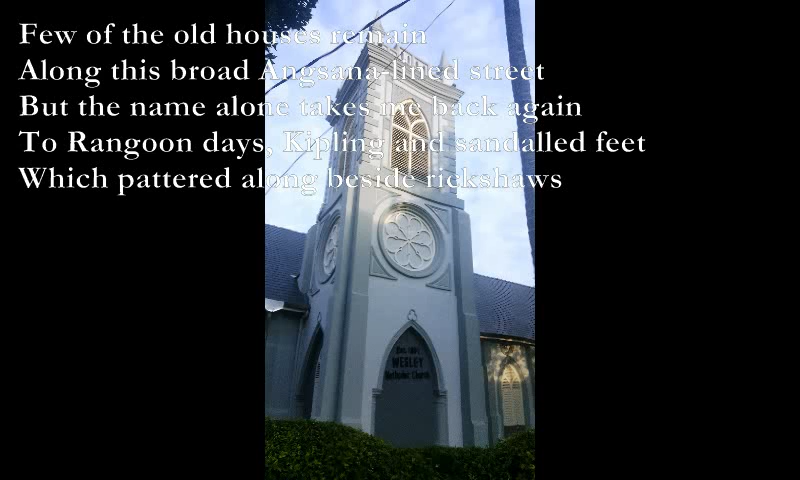 Few of the old houses remain
Along this broad Angsana-lined street
But the name alone takes me back again
To Rangoon days, Kipling and sandalled feet
Which pattered along beside rickshaws
WESLEY
Methodist Church